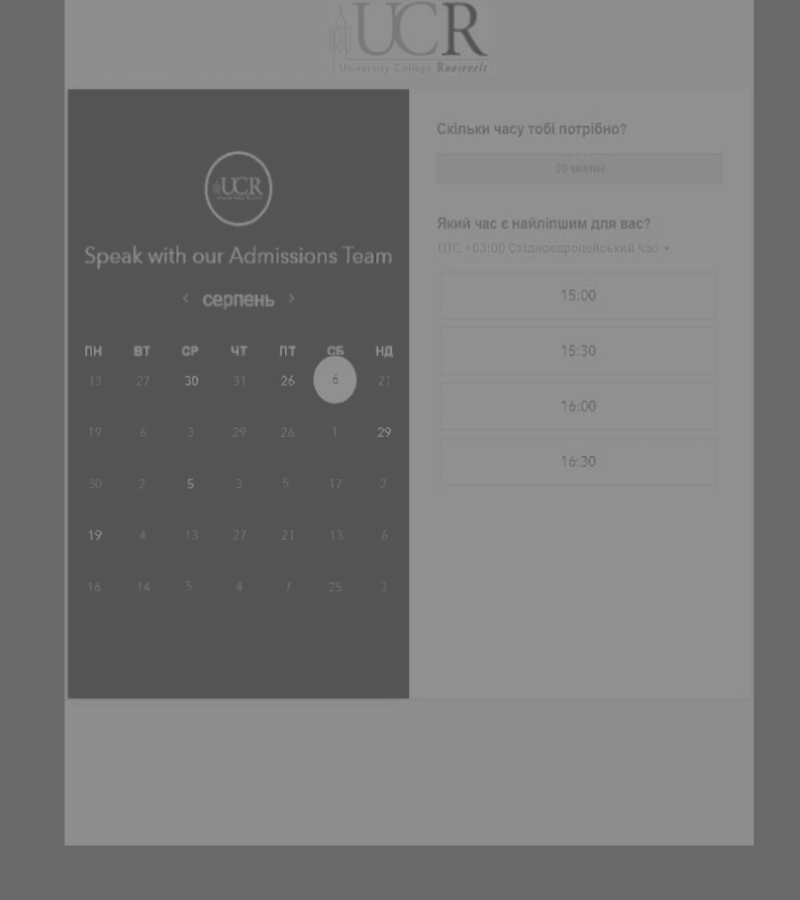 UCR
University College Roosevelt
UCR
Speak with our Admissions Team
‹ серпень ›
ПН ВТ СР ЧТ ПТ СБ НД
13 27 30 31 26 6 21
19 6 3 29 26 1 29
30 2 5 3 5 17 2
19 4 13 27 21 13 6
16 14 5 4 7 25 3
Скільки часу тобі потрібно?
30 хвилин
Який час є найліпшим для вас?
UTC +03:00 Східноєвропейський час
15:00
15:30
16:00
16:30